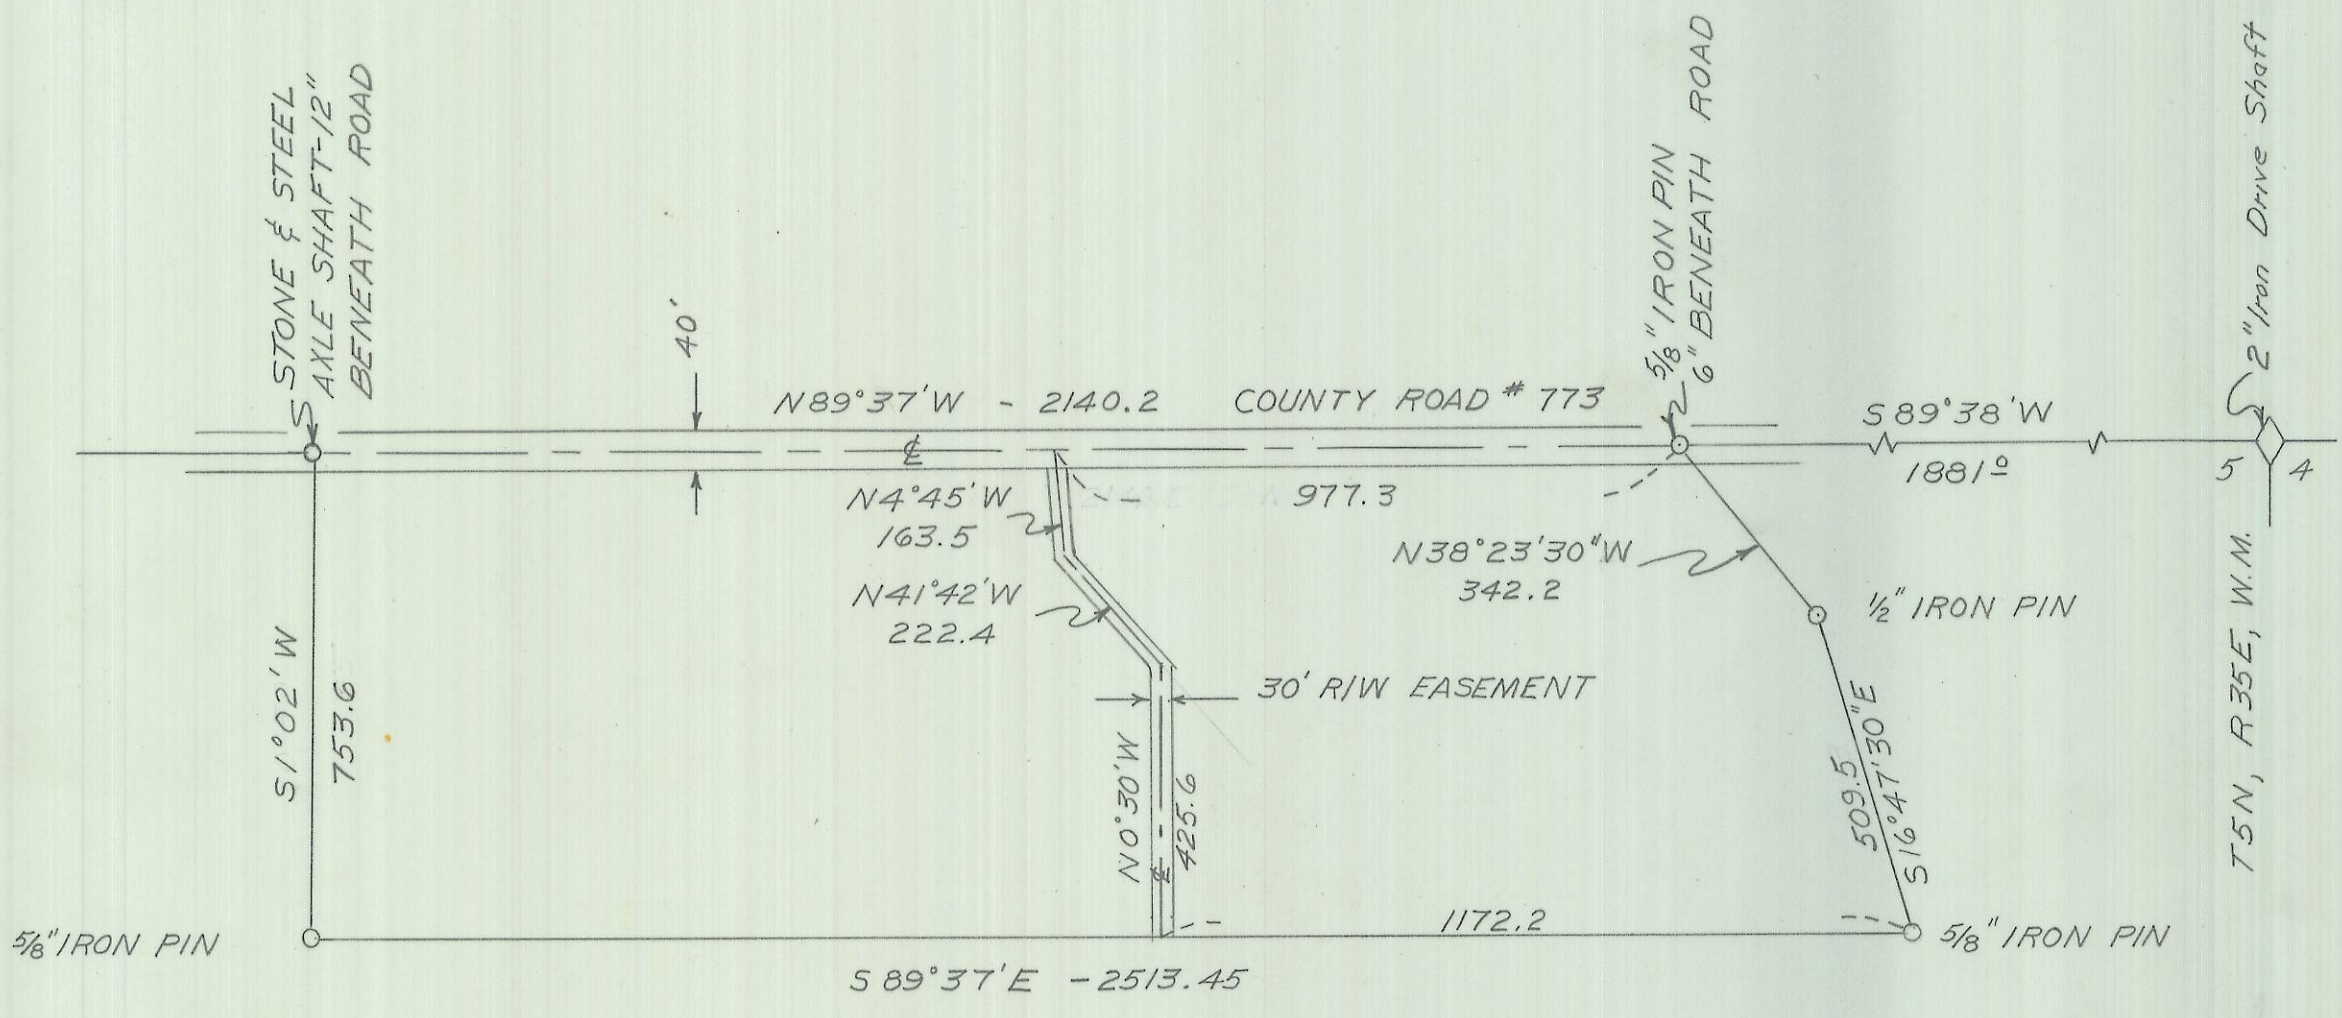 STONE & STEEL
AXLE SHAFT-12"
BENEATH ROAD
40'
N89°37'W - 2140.2 COUNTY ROAD # 773
5/8" IRON PIN
6" BENEATH ROAD
S89°38'W
1881º
2" Iron Drive Shaft
5 4
T5N, R35E, W.M.
℄
N4°45'W
163.5
977.3
N41°42'W
222.4
N38°23'30"W
342.2
1/2" IRON PIN
30' R/W EASEMENT
S1°02'W
753.6
N0°30'W
425.6
℄
509.5
S16°47'30"E
1172.2
5/8" IRON PIN
5/8" IRON PIN
S89°37'E - 2513.45